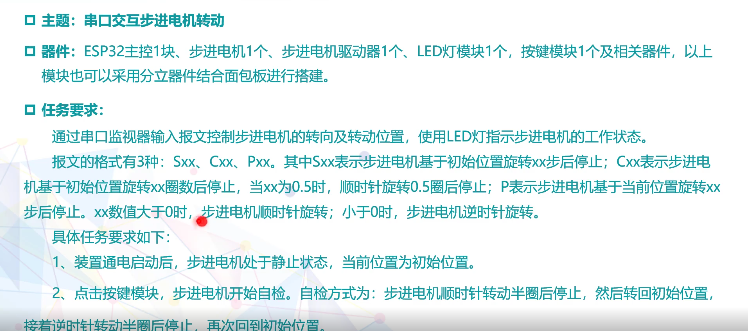 主题：串口交互步进电机转动
器件：ESP32主控1块、步进电机1个、步进电机驱动器1个、LED灯模块1个，按键模块1个及相关器件，以上
模块也可以采用分立器件结合面包板进行搭建。
任务要求：
通过串口监视器输入报文控制步进电机的转向及转动位置，使用LED灯指示步进电机的工作状态。
报文的格式有3种：Sxx、Cxx、Pxx。其中Sxx表示步进电机基于初始位置旋转xx步后停止；Cxx表示步进电
机基于初始位置旋转xx圈数后停止，当xx为0.5时，顺时针旋转0.5圈后停止；P表示步进电机基于当前位置旋转xx
步后停止。xx数值大于0时，步进电机顺时针旋转；小于0时，步进电机逆时针旋转。
具体任务要求如下：
1、装置通电启动后，步进电机处于静止状态，当前位置为初始位置。
2、点击按键模块，步进电机开始自检。自检方式为：步进电机顺时针转动半圈后停止，然后转回初始位置，
接着逆时针转动半圈后停止，再次回到初始位置。